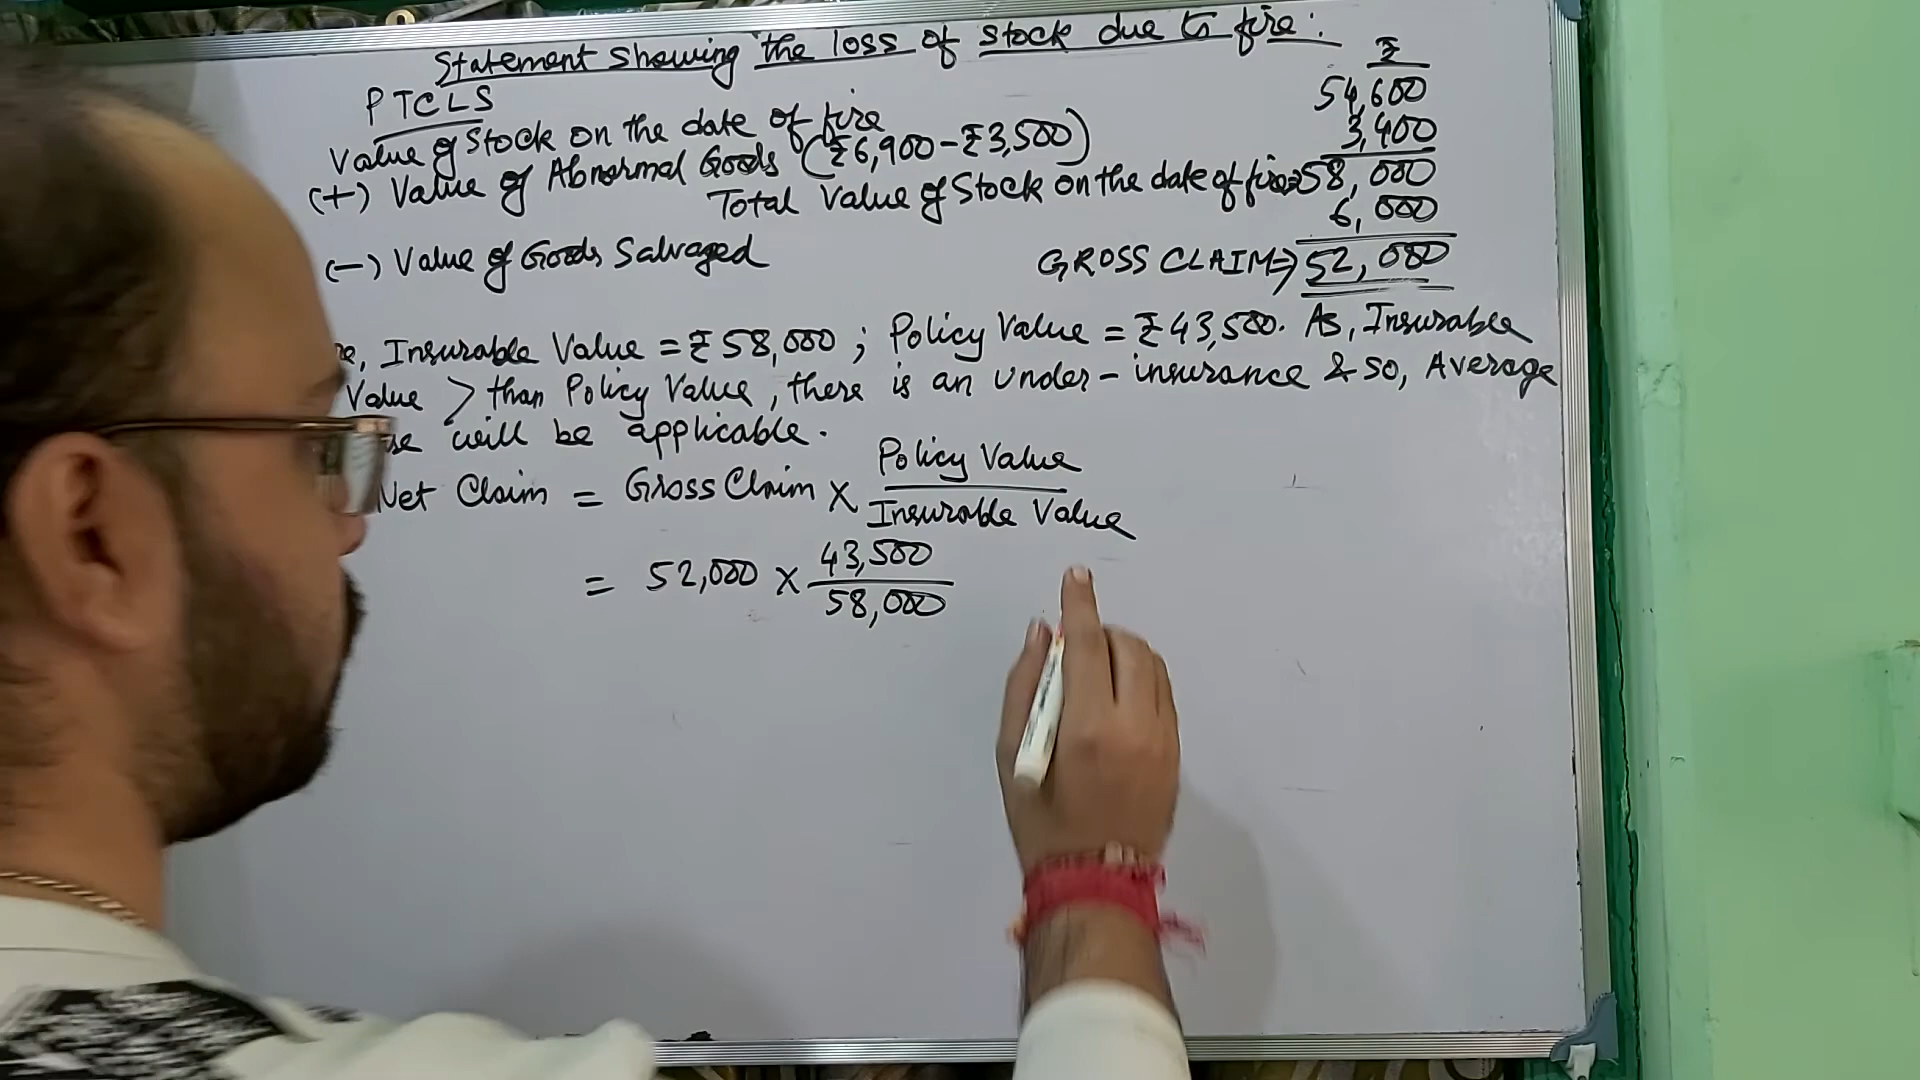 Statement showing the loss of stock due to fire:
PTCLS
₹
Value of Stock on the date of fire 54,600
(+) Value of Abnormal Goods (₹6,900-₹3,500) 3,400
Total Value of Stock on the date of fire 58,000
(-) Value of Goods Salvaged 6,000
GROSS CLAIM⇒ 52,000
Insurable Value = ₹58,000 ; Policy Value = ₹43,500. As, Insurable
Value > than Policy Value, there is an under-insurance & so, Average
will be applicable.
Net Claim = Gross Claim X Policy Value
Insurable Value
= 52,000 X 43,500
58,000